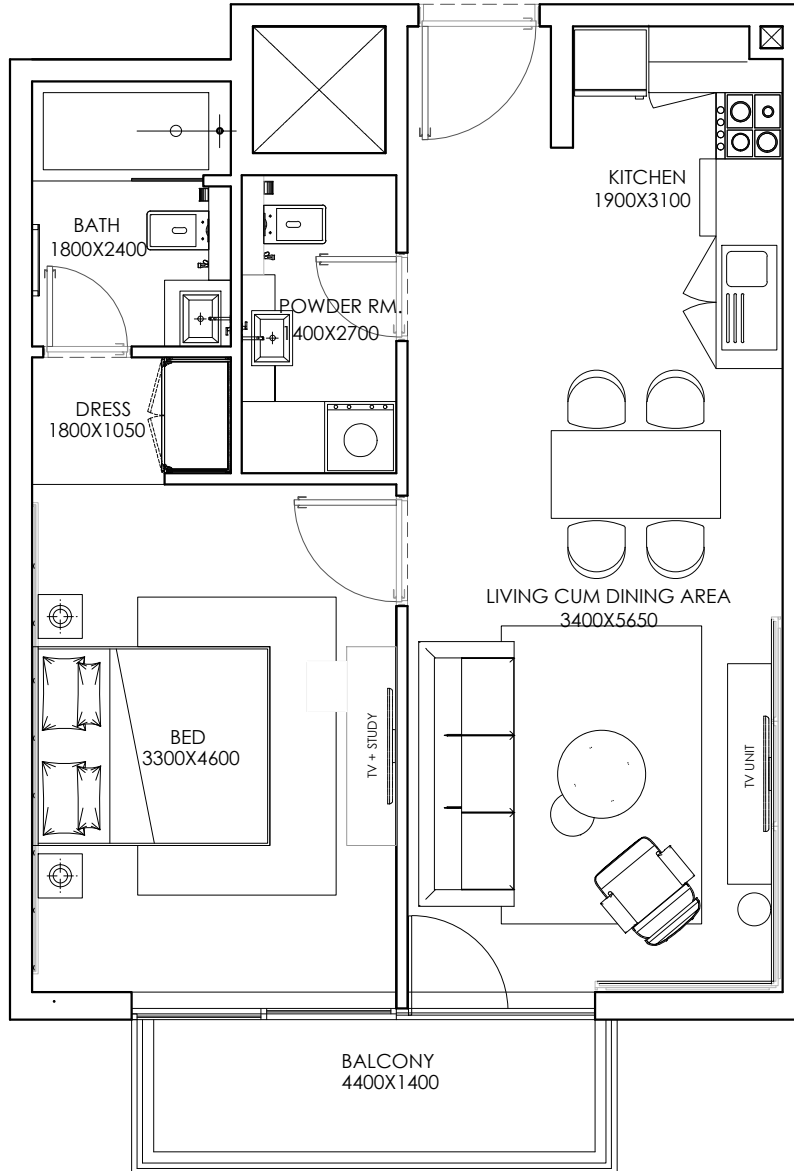 KITCHEN
1900X3100
BATH
1800X2400
POWDER RM.
1400X2700
DRESS
1800X1050
LIVING CUM DINING AREA
3400X5650
BED
3300X4600
TV + STUDY
TV UNIT
BALCONY
4400X1400